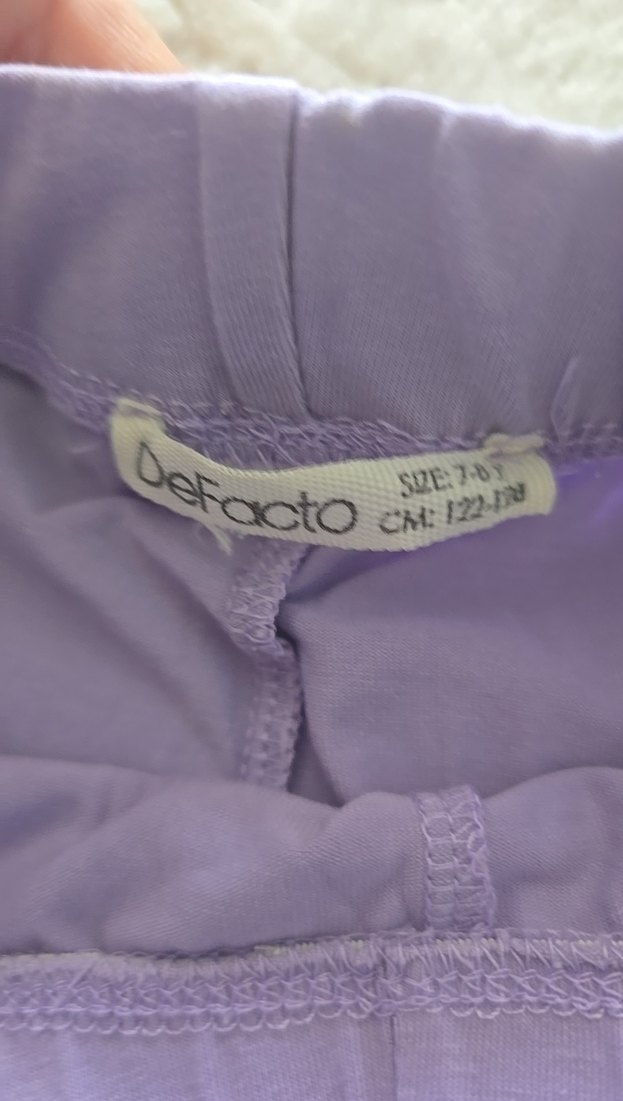 DeFacto
SIZE: 7-8 Y
CM: 122-128